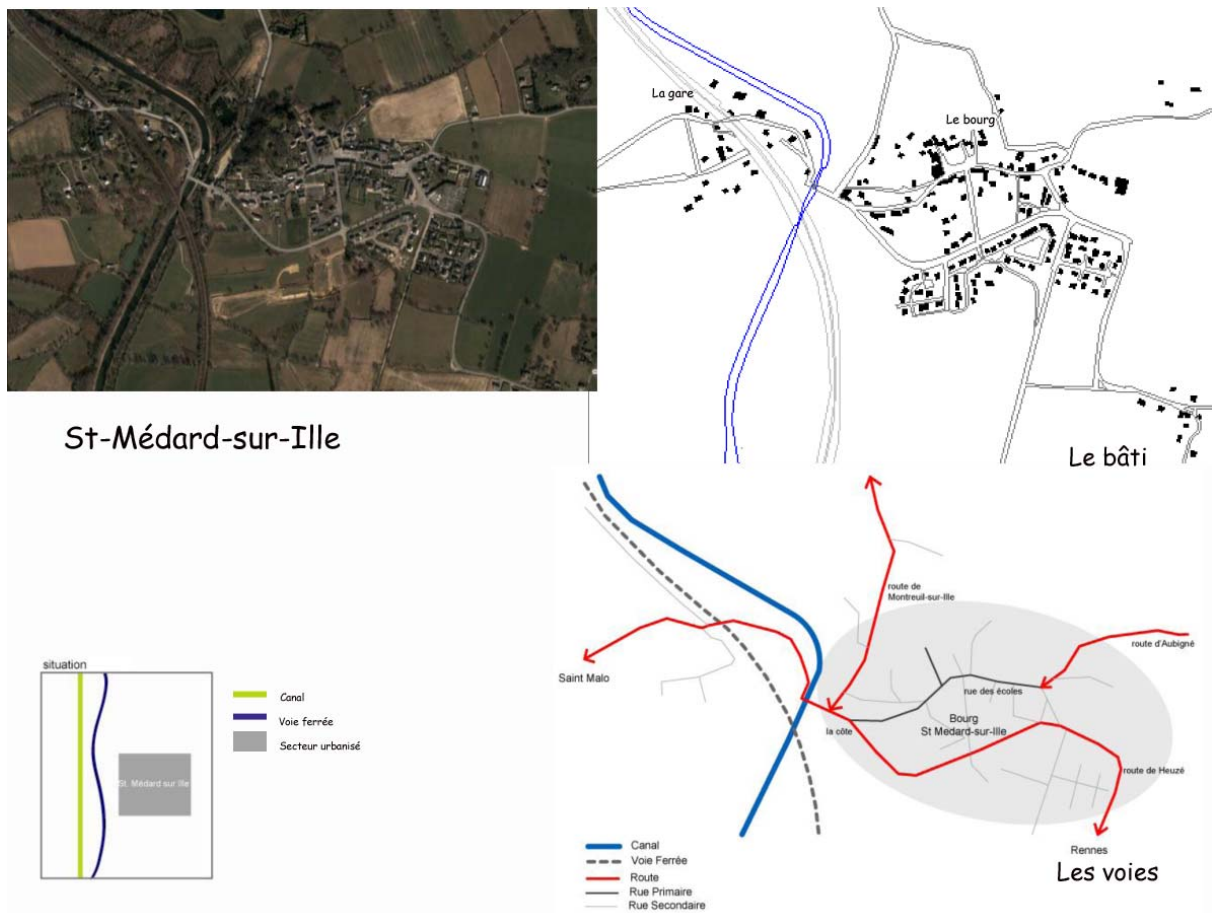 La gare
Le bourg
St-Médard-sur-Ille
Le bâti
situation
Canal
Voie ferrée
Secteur urbanisé
St. Médard sur Ille
route de
Montreuil-sur-Ille
route d'Aubigné
Saint Malo
rue des écoles
la côte
Bourg
St Medard-sur-Ille
route de Heuzé
Rennes
Canal
Voie Ferrée
Route
Rue Primaire
Rue Secondaire
Les voies